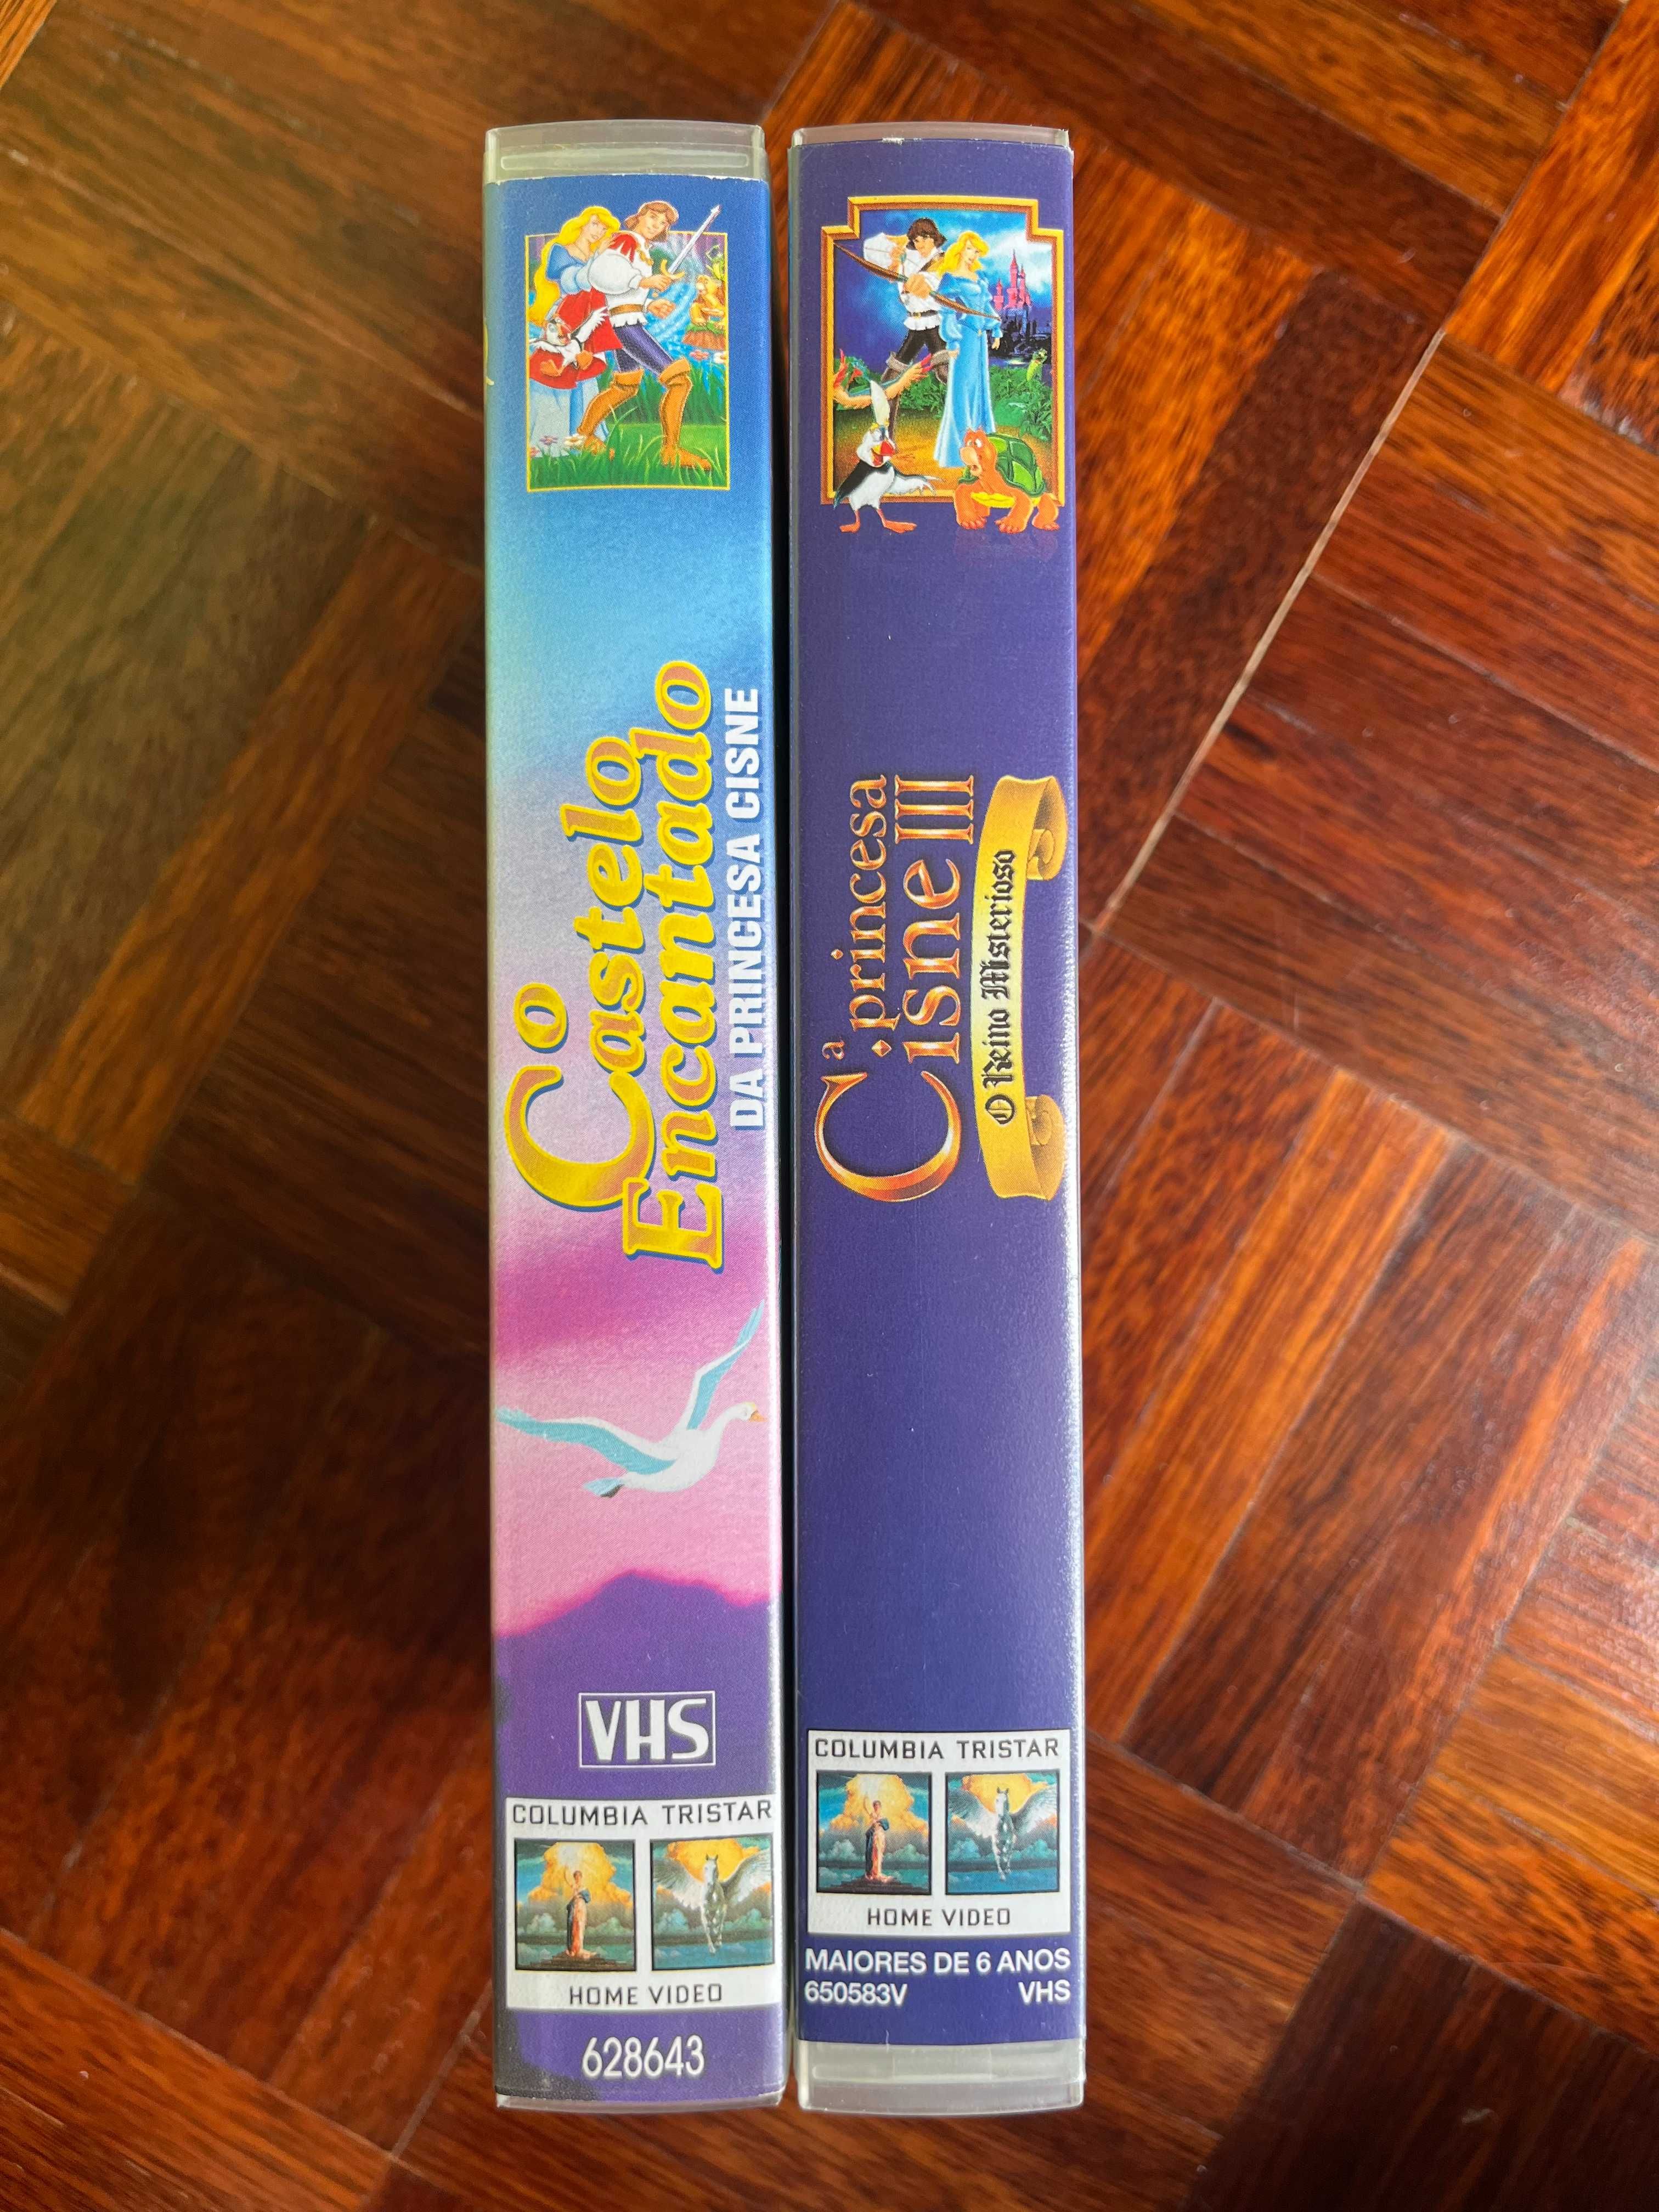 o
Castelo
Encantado
DA PRINCESA CISNE
VHS
COLUMBIA TRISTAR
HOME VIDEO
628643
a
princesa
Cisne III
O Reino Misterioso
COLUMBIA TRISTAR
HOME VIDEO
MAIORES DE 6 ANOS
650583V VHS